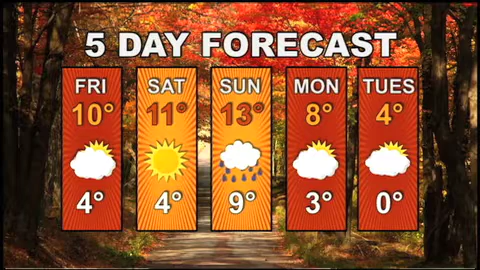 5 DAY FORECAST
FRI SAT SUN MON TUES
10° 11° 13° 8° 4°
4° 4° 9° 3° 0°